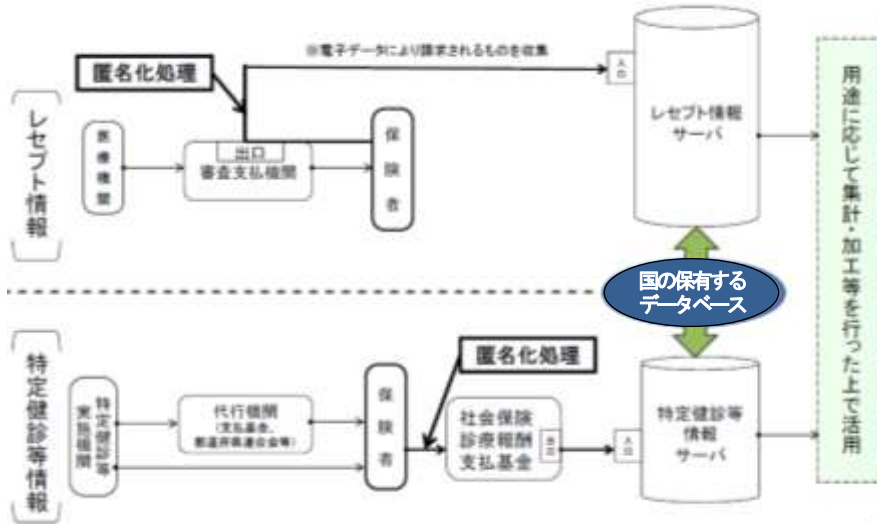 ※電子データにより請求されるものを収集
匿名化処理
レセプト情報
医療機関
出口
審査支払機関
保険者
入口
レセプト情報
サーバ
用途に応じて集計・加工等を行った上で活用
国の保有する
データベース
匿名化処理
特定健診等情報
特定健診等
実施機関
代行機関
(支払基金、
都道府県連合会等)
保険者
社会保険
診療報酬
支払基金
出口
入口
特定健診等
情報
サーバ